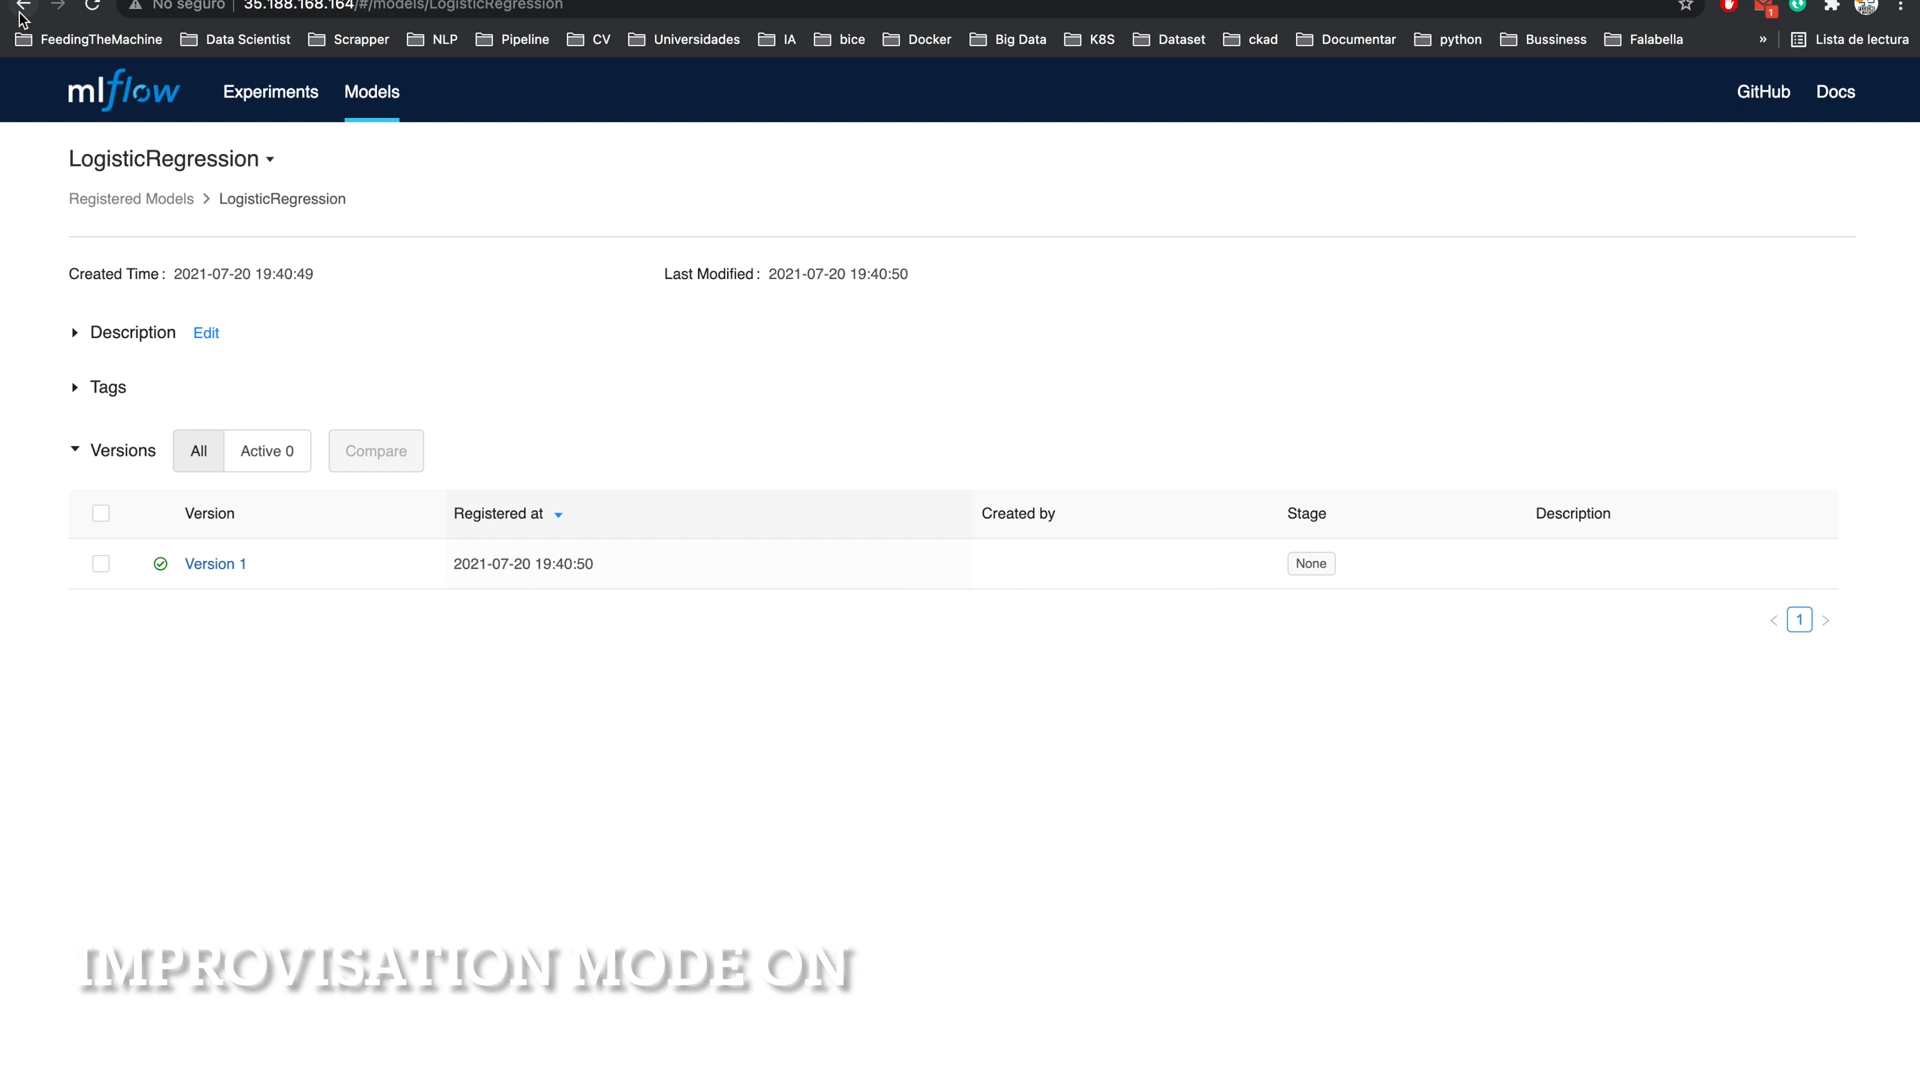 No seguro | 35.188.168.164/#/models/LogisticRegression
1
FeedingTheMachine Data Scientist Scrapper NLP Pipeline CV Universidades IA bice Docker Big Data K8S Dataset ckad Documentar python Bussiness Falabella » Lista de lectura
mlflow Experiments Models GitHub Docs
LogisticRegression
Registered Models > LogisticRegression
Created Time : 2021-07-20 19:40:49 Last Modified : 2021-07-20 19:40:50
Description Edit
Tags
Versions All Active 0 Compare
Version Registered at Created by Stage Description
Version 1 2021-07-20 19:40:50 None
< 1 >
IMPROVISATION MODE ON